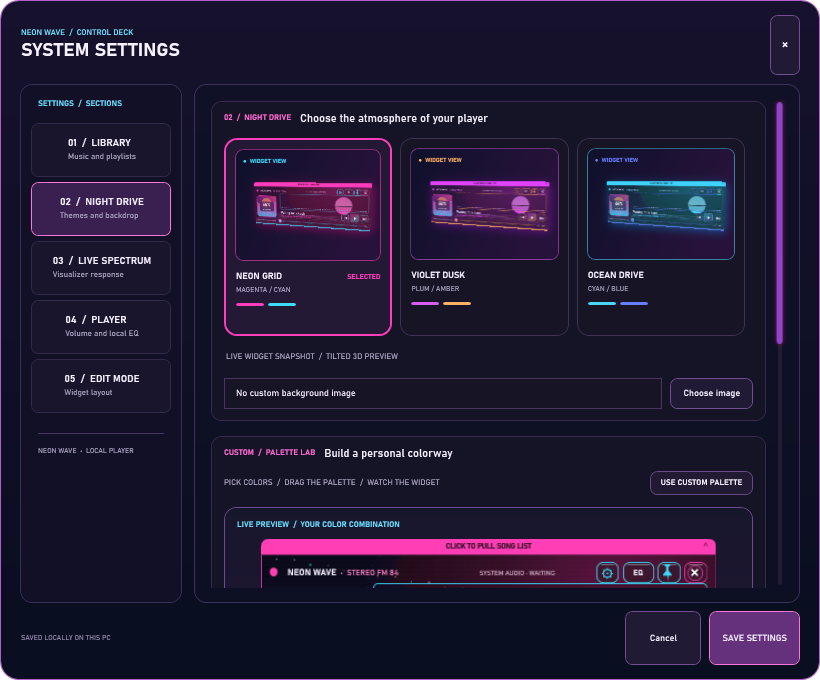 NEON WAVE / CONTROL DECK
SYSTEM SETTINGS
×
SETTINGS / SECTIONS
01 / LIBRARY
Music and playlists
02 / NIGHT DRIVE
Themes and backdrop
03 / LIVE SPECTRUM
Visualizer response
04 / PLAYER
Volume and local EQ
05 / EDIT MODE
Widget layout
NEON WAVE · LOCAL PLAYER
02 / NIGHT DRIVE Choose the atmosphere of your player
WIDGET VIEW
NEON GRID SELECTED
MAGENTA / CYAN
WIDGET VIEW
VIOLET DUSK
PLUM / AMBER
WIDGET VIEW
OCEAN DRIVE
CYAN / BLUE
LIVE WIDGET SNAPSHOT / TILTED 3D PREVIEW
No custom background image
Choose image
CUSTOM / PALETTE LAB Build a personal colorway
PICK COLORS / DRAG THE PALETTE / WATCH THE WIDGET
USE CUSTOM PALETTE
LIVE PREVIEW / YOUR COLOR COMBINATION
CLICK TO PULL SONG LIST
NEON WAVE · STEREO FM 84 SYSTEM AUDIO · WAITING EQ
SAVED LOCALLY ON THIS PC
Cancel
SAVE SETTINGS